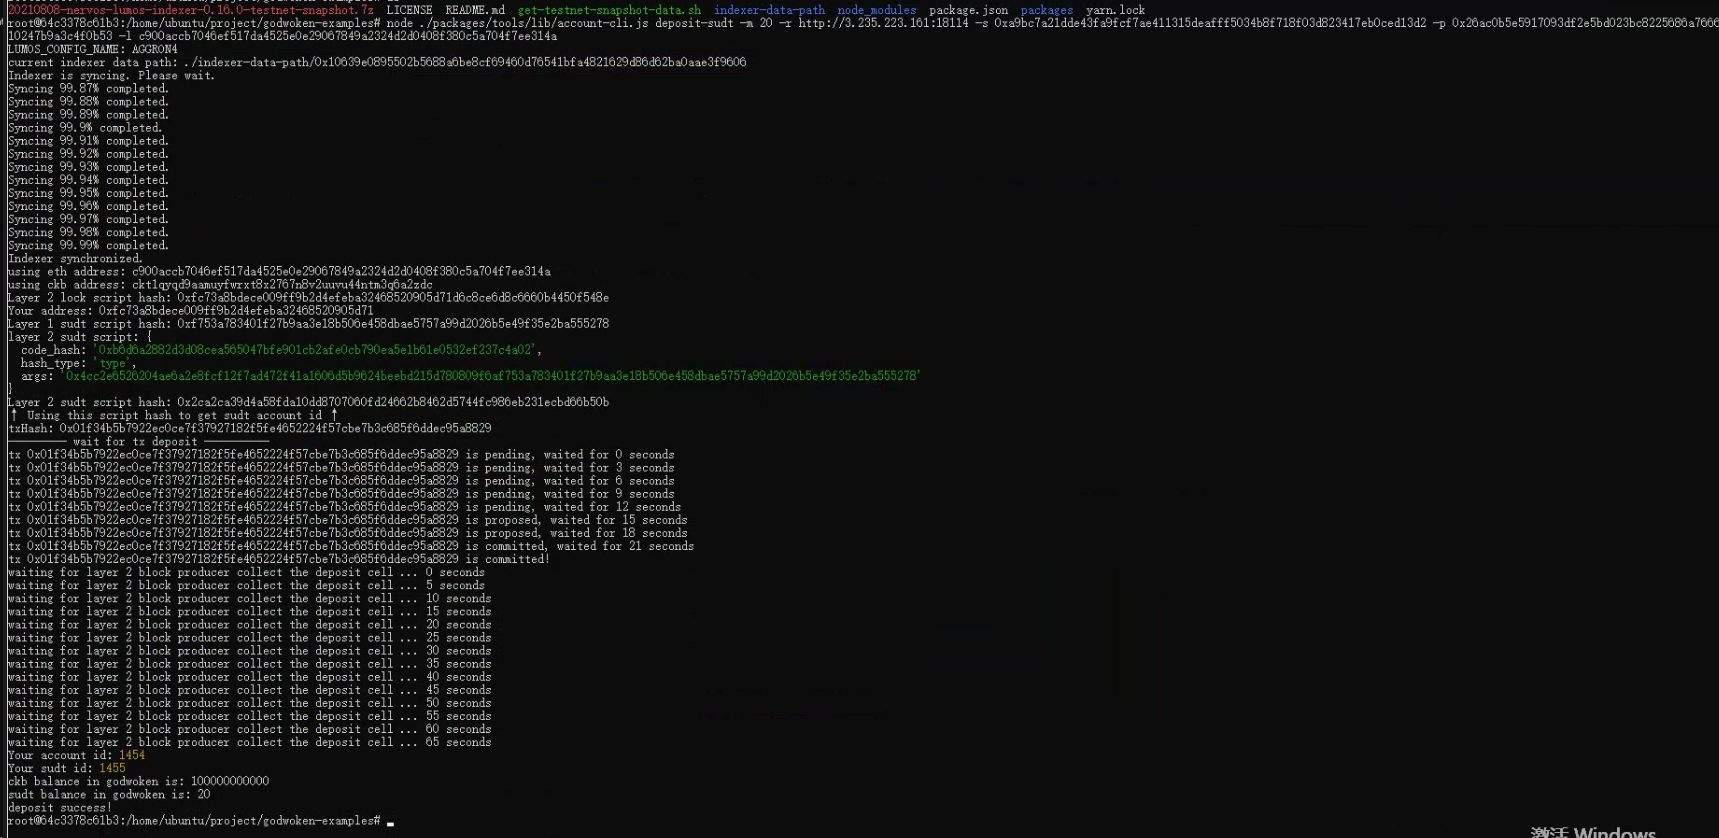 20210808-nervos-lumos-indexer-0.16.0-testnet-snapshot.7z  LICENSE  README.md  get-testnet-snapshot-data.sh  indexer-data-path  node_modules  package.json  packages  yarn.lock
root@64c3378c61b3:/home/ubuntu/project/godwoken-examples# node ./packages/tools/lib/account-cli.js deposit-sudt -m 20 -r http://3.235.223.161:18114 -s 0xa9bc7a21dde43fa9fcf7ae411315deafff5034b8f718f03d823417eb0ced13d2 -p 0x26ac0b5e5917093df2e5bd023bc8225686a7666
10247b9a3c4f0b53 -l c900accb7046ef517da4525e0e29067849a2324d2d0408f380c5a704f7ee314a
LUMOS_CONFIG_NAME: AGGRON4
current indexer data path: ./indexer-data-path/0x10639e0895502b5688a6be8cf69460d76541bfa4821629d86d62ba0aae3f9606
Indexer is syncing. Please wait.
Syncing 99.87% completed.
Syncing 99.88% completed.
Syncing 99.89% completed.
Syncing 99.9% completed.
Syncing 99.91% completed.
Syncing 99.92% completed.
Syncing 99.93% completed.
Syncing 99.94% completed.
Syncing 99.95% completed.
Syncing 99.96% completed.
Syncing 99.97% completed.
Syncing 99.98% completed.
Syncing 99.99% completed.
Indexer synchronized.
using eth address: c900accb7046ef517da4525e0e29067849a2324d2d0408f380c5a704f7ee314a
using ckb address: ckt1qyqd9aamuyfwrxt8x2767n8v2uuvu44ntm3q6a2zdc
Layer 2 lock script hash: 0xfc73a8bdece009ff9b2d4efeba32468520905d71d6c8ce6d8c6660b4450f548e
Your address: 0xfc73a8bdece009ff9b2d4efeba32468520905d71
Layer 1 sudt script hash: 0xf753a783401f27b9aa3e18b506e458dbae5757a99d2026b5e49f35e2ba555278
layer 2 sudt script: {
  code_hash: '0xb6d6a2882d3d08cea565047bfe901cb2afe0cb790ea5e1b61e0532ef237c4a02',
  hash_type: 'type',
  args: '0x4cc2e6526204ae6a2e8fcf12f7ad472f41a1606d5b9624beebd215d780809f6af753a783401f27b9aa3e18b506e458dbae5757a99d2026b5e49f35e2ba555278'
}
Layer 2 sudt script hash: 0x2ca2ca39d4a58fda10dd8707060fd24662b8462d5744fc986eb231ecbd66b50b
↑ Using this script hash to get sudt account id ↑
txHash: 0x01f34b5b7922ec0ce7f37927182f5fe4652224f57cbe7b3c685f6ddec95a8829
───────── wait for tx deposit ──────────
tx 0x01f34b5b7922ec0ce7f37927182f5fe4652224f57cbe7b3c685f6ddec95a8829 is pending, waited for 0 seconds
tx 0x01f34b5b7922ec0ce7f37927182f5fe4652224f57cbe7b3c685f6ddec95a8829 is pending, waited for 3 seconds
tx 0x01f34b5b7922ec0ce7f37927182f5fe4652224f57cbe7b3c685f6ddec95a8829 is pending, waited for 6 seconds
tx 0x01f34b5b7922ec0ce7f37927182f5fe4652224f57cbe7b3c685f6ddec95a8829 is pending, waited for 9 seconds
tx 0x01f34b5b7922ec0ce7f37927182f5fe4652224f57cbe7b3c685f6ddec95a8829 is pending, waited for 12 seconds
tx 0x01f34b5b7922ec0ce7f37927182f5fe4652224f57cbe7b3c685f6ddec95a8829 is proposed, waited for 15 seconds
tx 0x01f34b5b7922ec0ce7f37927182f5fe4652224f57cbe7b3c685f6ddec95a8829 is proposed, waited for 18 seconds
tx 0x01f34b5b7922ec0ce7f37927182f5fe4652224f57cbe7b3c685f6ddec95a8829 is committed, waited for 21 seconds
tx 0x01f34b5b7922ec0ce7f37927182f5fe4652224f57cbe7b3c685f6ddec95a8829 is committed!
waiting for layer 2 block producer collect the deposit cell ... 0 seconds
waiting for layer 2 block producer collect the deposit cell ... 5 seconds
waiting for layer 2 block producer collect the deposit cell ... 10 seconds
waiting for layer 2 block producer collect the deposit cell ... 15 seconds
waiting for layer 2 block producer collect the deposit cell ... 20 seconds
waiting for layer 2 block producer collect the deposit cell ... 25 seconds
waiting for layer 2 block producer collect the deposit cell ... 30 seconds
waiting for layer 2 block producer collect the deposit cell ... 35 seconds
waiting for layer 2 block producer collect the deposit cell ... 40 seconds
waiting for layer 2 block producer collect the deposit cell ... 45 seconds
waiting for layer 2 block producer collect the deposit cell ... 50 seconds
waiting for layer 2 block producer collect the deposit cell ... 55 seconds
waiting for layer 2 block producer collect the deposit cell ... 60 seconds
waiting for layer 2 block producer collect the deposit cell ... 65 seconds
Your account id: 1454
Your sudt id: 1455
ckb balance in godwoken is: 100000000000
sudt balance in godwoken is: 20
deposit success!
root@64c3378c61b3:/home/ubuntu/project/godwoken-examples#
激活 Windows